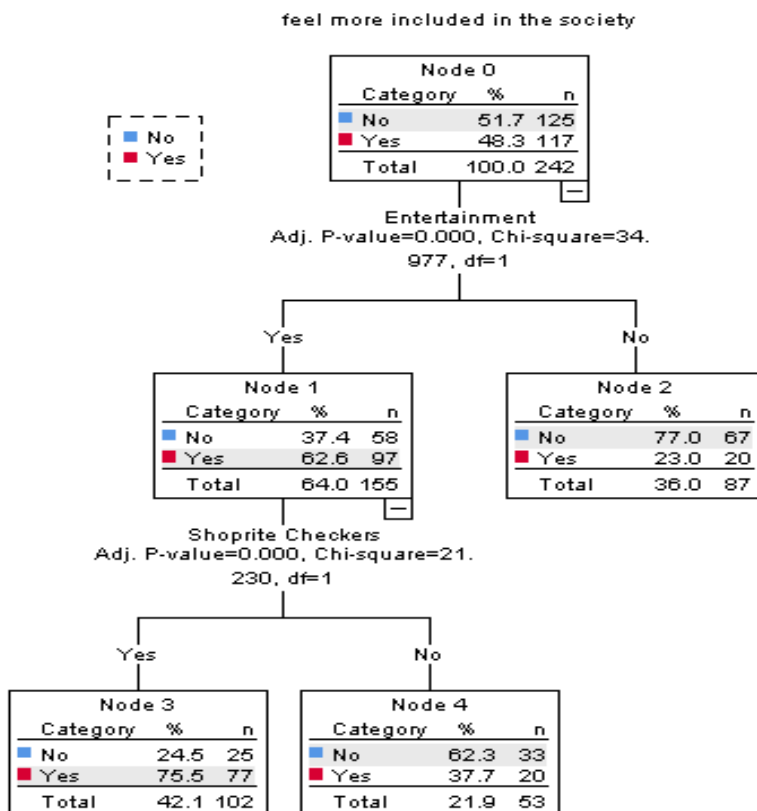 feel more included in the society
Node 0
Category % n
No 51.7 125
Yes 48.3 117
Total 100.0 242
No
Yes
Entertainment
Adj. P-value=0.000, Chi-square=34.
977, df=1
Yes
No
Node 1
Category % n
No 37.4 58
Yes 62.6 97
Total 64.0 155
Node 2
Category % n
No 77.0 67
Yes 23.0 20
Total 36.0 87
Shoprite Checkers
Adj. P-value=0.000, Chi-square=21.
230, df=1
Yes
No
Node 3
Category % n
No 24.5 25
Yes 75.5 77
Total 42.1 102
Node 4
Category % n
No 62.3 33
Yes 37.7 20
Total 21.9 53